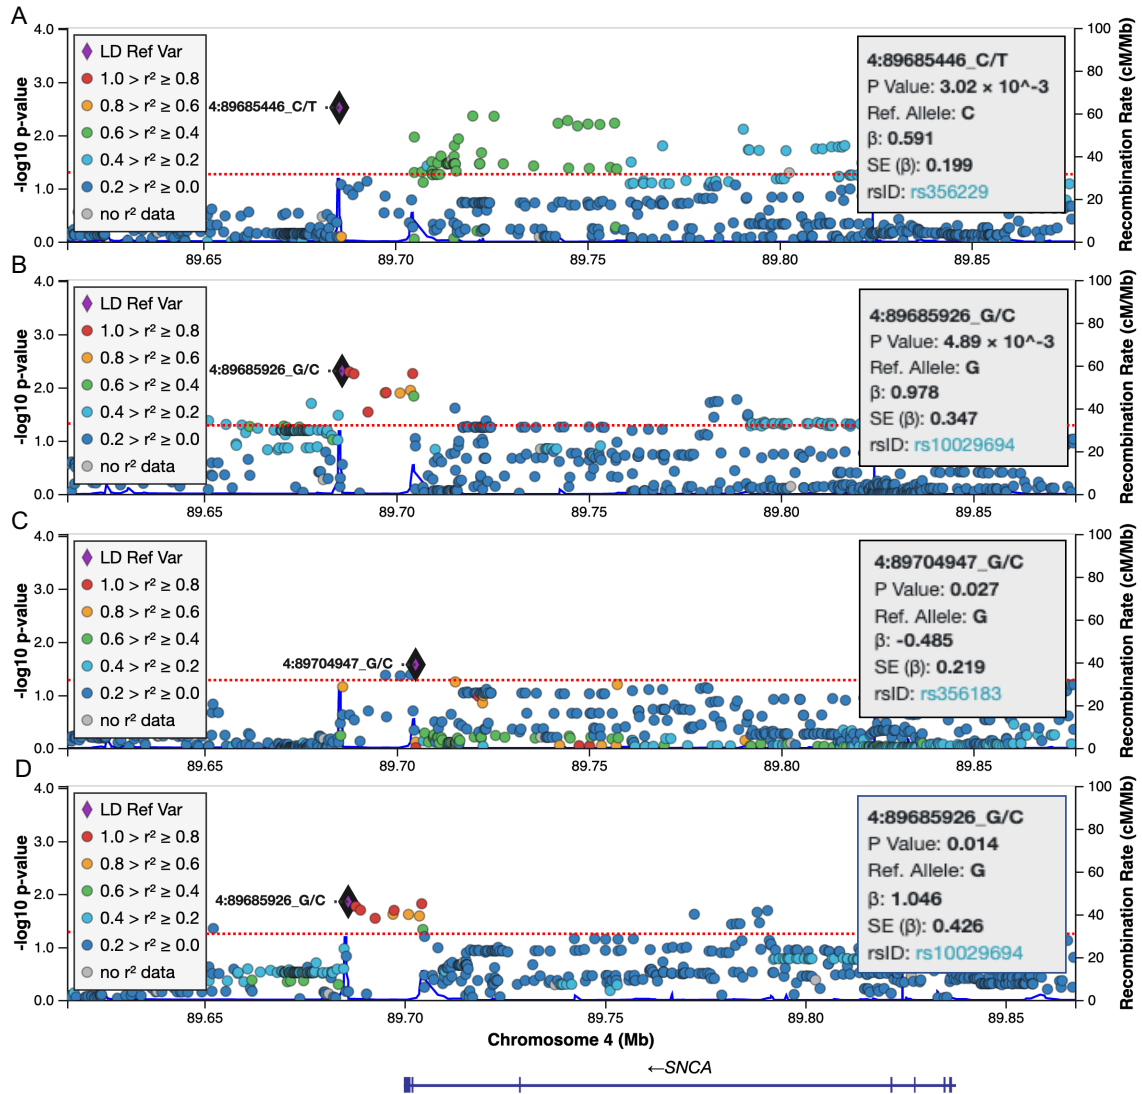 A
4.0
3.0
2.0
1.0
0.0
-log10 p-value
LD Ref Var
1.0 > r² ≥ 0.8
0.8 > r² ≥ 0.6
0.6 > r² ≥ 0.4
0.4 > r² ≥ 0.2
0.2 > r² ≥ 0.0
no r² data
4:89685446_C/T
4:89685446_C/T
P Value: 3.02 × 10^-3
Ref. Allele: C
β: 0.591
SE (β): 0.199
rsID: rs356229
100
80
60
40
20
0
Recombination Rate (cM/Mb)
89.65 89.70 89.75 89.80 89.85
B
4.0
3.0
2.0
1.0
0.0
-log10 p-value
LD Ref Var
1.0 > r² ≥ 0.8
0.8 > r² ≥ 0.6
0.6 > r² ≥ 0.4
0.4 > r² ≥ 0.2
0.2 > r² ≥ 0.0
no r² data
4:89685926_G/C
4:89685926_G/C
P Value: 4.89 × 10^-3
Ref. Allele: G
β: 0.978
SE (β): 0.347
rsID: rs10029694
100
80
60
40
20
0
Recombination Rate (cM/Mb)
89.65 89.70 89.75 89.80 89.85
C
4.0
3.0
2.0
1.0
0.0
-log10 p-value
LD Ref Var
1.0 > r² ≥ 0.8
0.8 > r² ≥ 0.6
0.6 > r² ≥ 0.4
0.4 > r² ≥ 0.2
0.2 > r² ≥ 0.0
no r² data
4:89704947_G/C
4:89704947_G/C
P Value: 0.027
Ref. Allele: G
β: -0.485
SE (β): 0.219
rsID: rs356183
100
80
60
40
20
0
Recombination Rate (cM/Mb)
89.65 89.70 89.75 89.80 89.85
D
4.0
3.0
2.0
1.0
0.0
-log10 p-value
LD Ref Var
1.0 > r² ≥ 0.8
0.8 > r² ≥ 0.6
0.6 > r² ≥ 0.4
0.4 > r² ≥ 0.2
0.2 > r² ≥ 0.0
no r² data
4:89685926_G/C
4:89685926_G/C
P Value: 0.014
Ref. Allele: G
β: 1.046
SE (β): 0.426
rsID: rs10029694
100
80
60
40
20
0
Recombination Rate (cM/Mb)
89.65 89.70 89.75 89.80 89.85
Chromosome 4 (Mb)
←SNCA